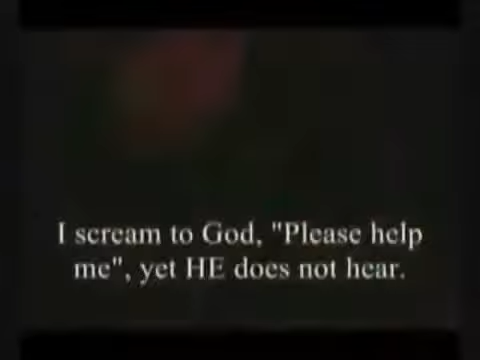 I scream to God, "Please help
me", yet HE does not hear.